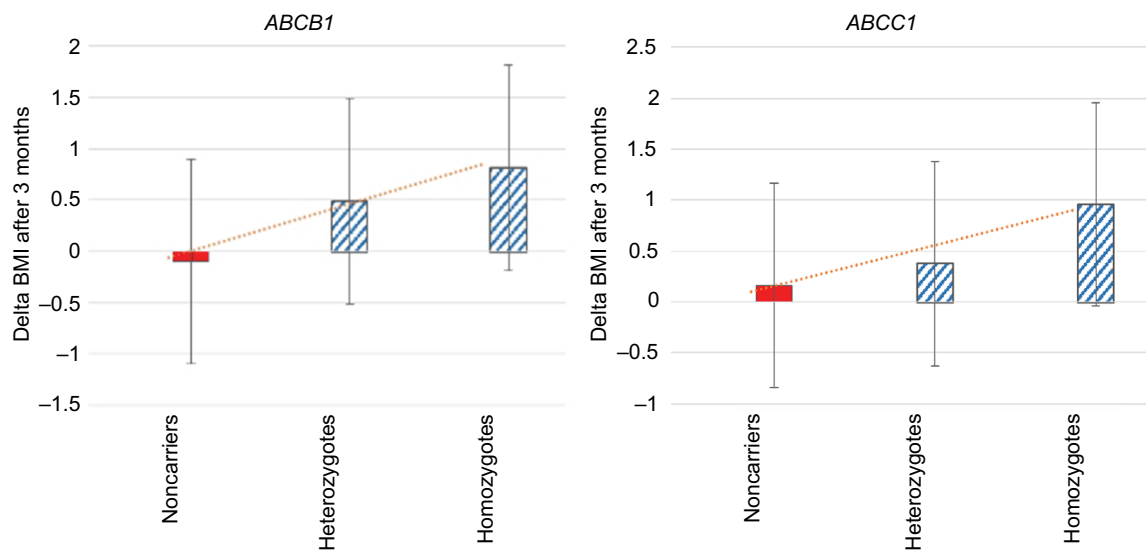 ABCB1
Delta BMI after 3 months
2
1.5
1
0.5
0
–0.5
–1
–1.5
Noncarriers
Heterozygotes
Homozygotes
ABCC1
Delta BMI after 3 months
2.5
2
1.5
1
0.5
0
–0.5
–1
Noncarriers
Heterozygotes
Homozygotes